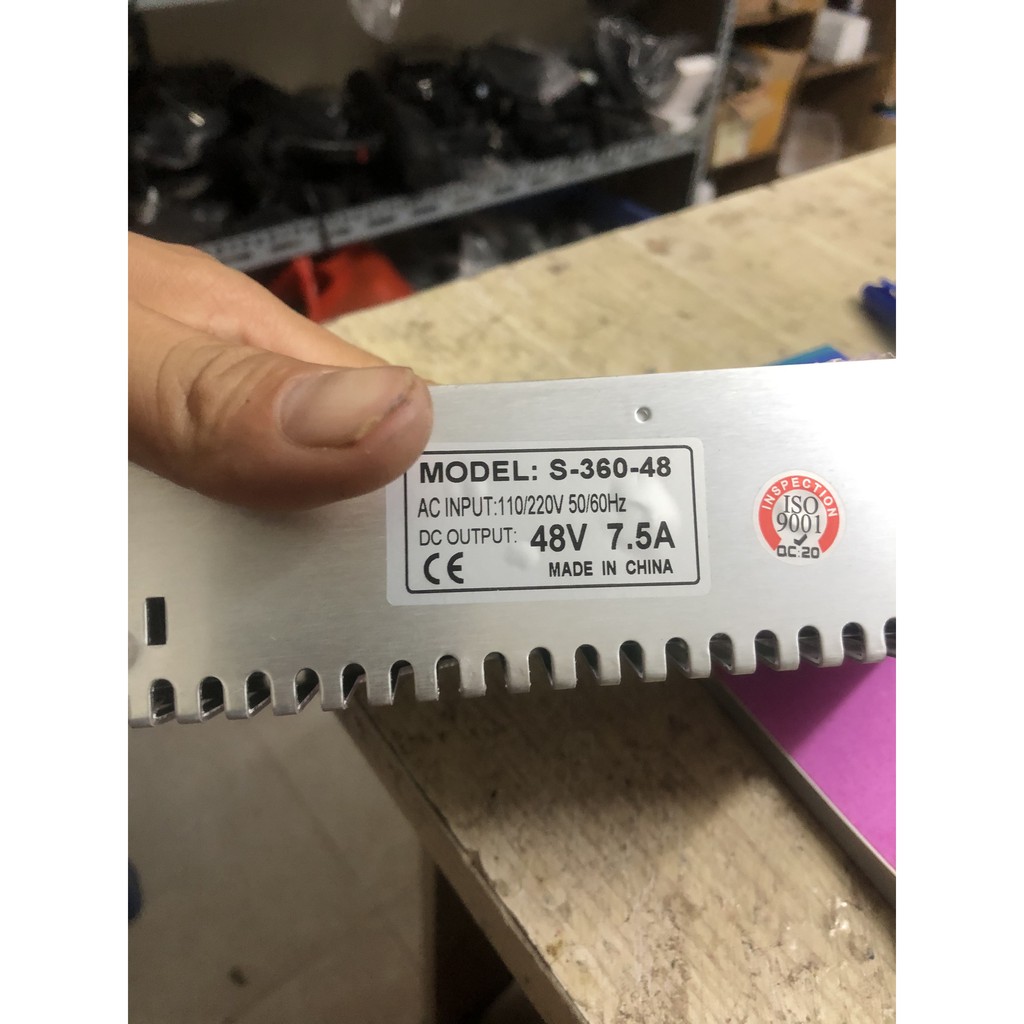 MODEL: S-360-48
AC INPUT:110/220V 50/60Hz
DC OUTPUT: 48V 7.5A
CE MADE IN CHINA
INSPECTION
ISO
9001
QC:20